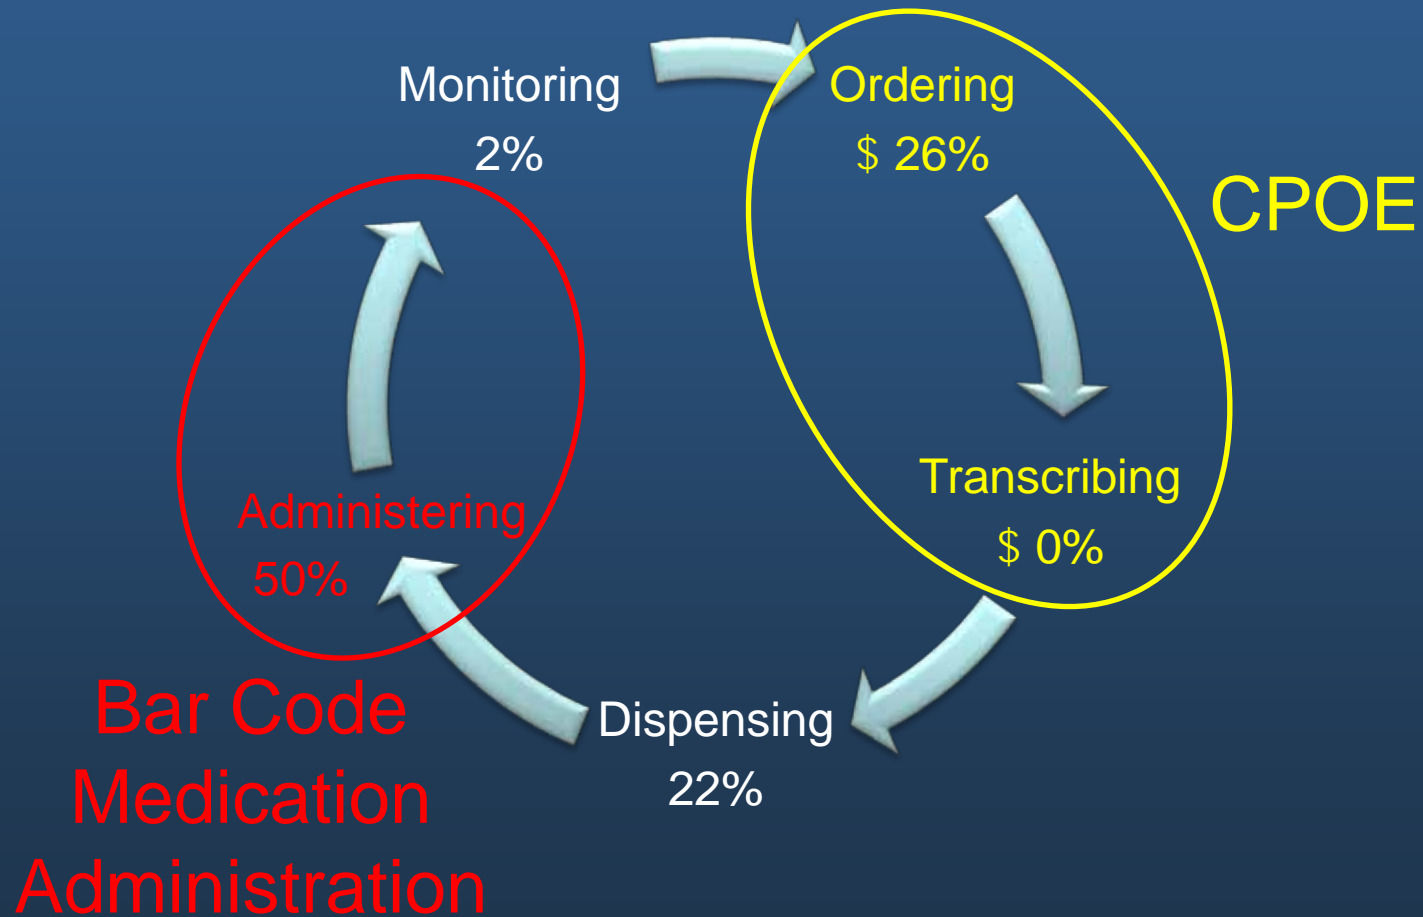 Monitoring
2%
Ordering
$ 26%
CPOE
Transcribing
$ 0%
Dispensing
22%
Administering
50%
Bar Code
Medication
Administration